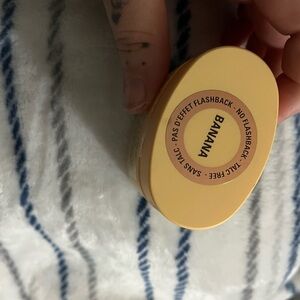 BANANA
NO FLASHBACK - TALC FREE - SANS TALC - PAS D'EFFET FLASHBACK -